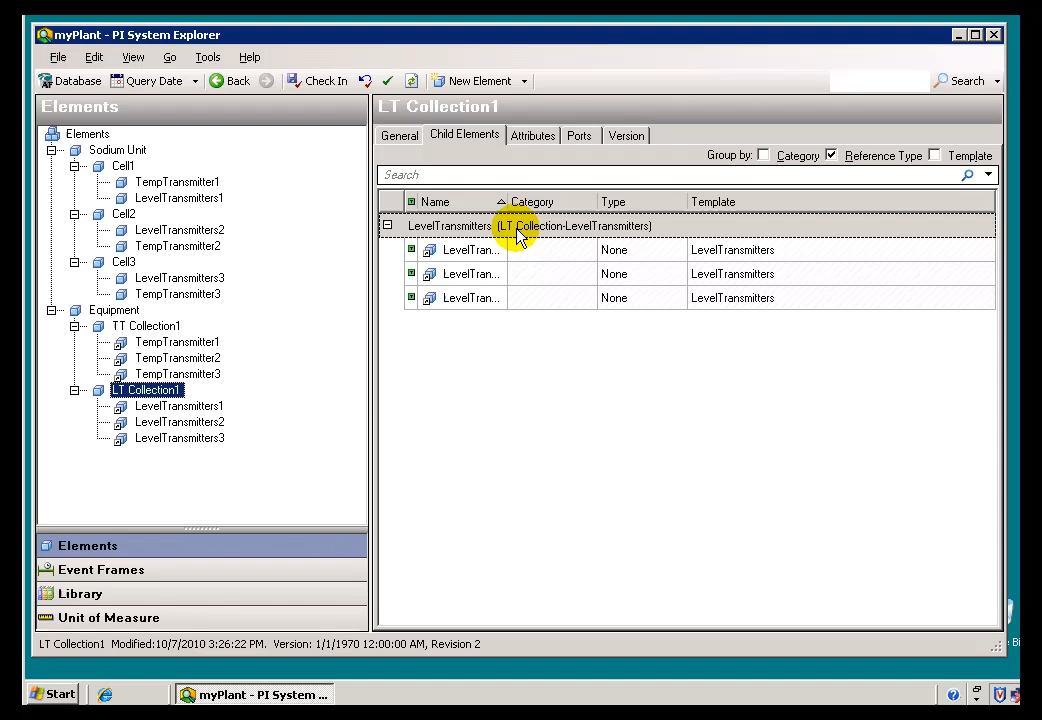 myPlant - PI System Explorer
File Edit View Go Tools Help
Database Query Date Back Check In New Element Search
Elements
LT Collection1
General Child Elements Attributes Ports Version
Group by: Category Reference Type Template
Search
Name Category Type Template
LevelTransmitters (LT Collection-LevelTransmitters)
LevelTran... None LevelTransmitters
LevelTran... None LevelTransmitters
LevelTran... None LevelTransmitters
Elements
Sodium Unit
Cell1
TempTransmitter1
LevelTransmitters1
Cell2
LevelTransmitters2
TempTransmitter2
Cell3
LevelTransmitters3
TempTransmitter3
Equipment
TT Collection1
TempTransmitter1
TempTransmitter2
TempTransmitter3
LT Collection1
LevelTransmitters1
LevelTransmitters2
LevelTransmitters3
Elements
Event Frames
Library
Unit of Measure
LT Collection1 Modified:10/7/2010 3:26:22 PM. Version: 1/1/1970 12:00:00 AM, Revision 2
Bi
Start
myPlant - PI System ...